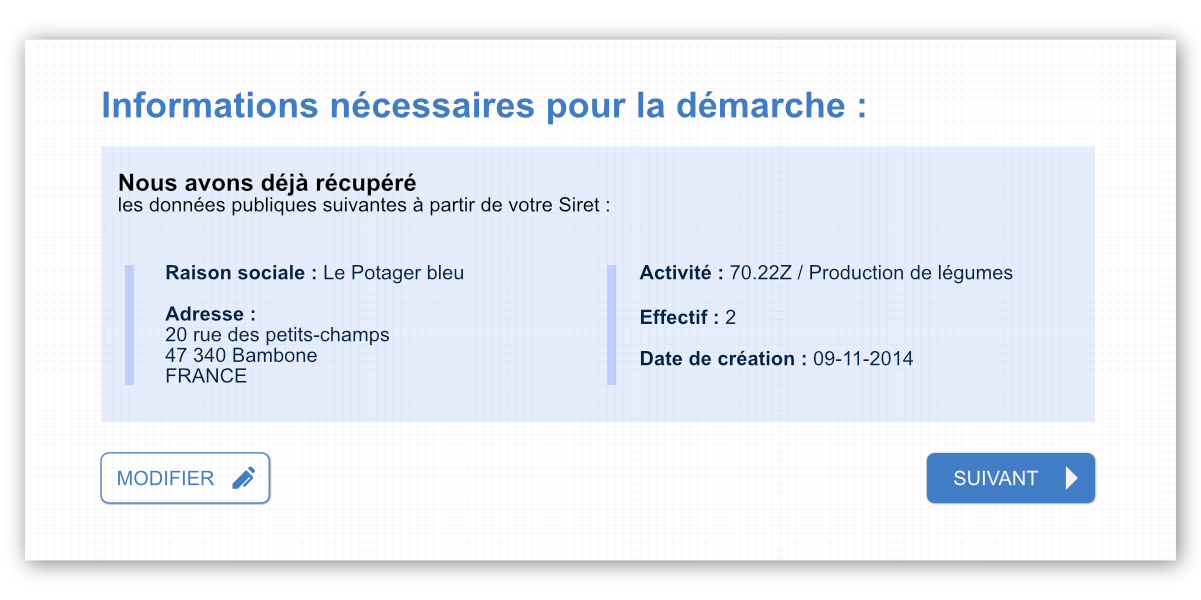 Informations nécessaires pour la démarche :
Nous avons déjà récupéré
les données publiques suivantes à partir de votre Siret :
Raison sociale : Le Potager bleu
Adresse :
20 rue des petits-champs
47 340 Bambone
FRANCE
Activité : 70.22Z / Production de légumes
Effectif : 2
Date de création : 09-11-2014
MODIFIER
SUIVANT